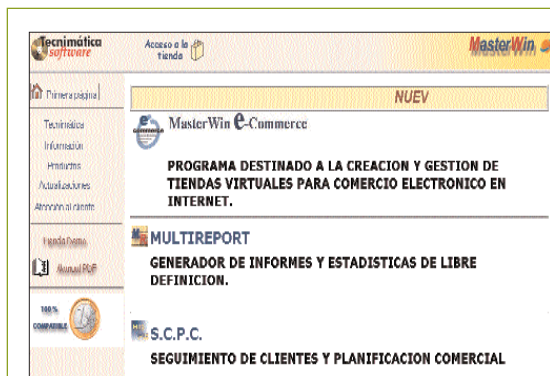 Tecnimática
software
Acceso a la
tienda
MasterWin
Primera página
NUEV
Tecnimática
Información
Productos
Actualizaciones
Atención al cliente
Tienda Demo
Manual PDF
100%
COMPATIBLE
e-commerce
MasterWin e-Commerce
PROGRAMA DESTINADO A LA CREACION Y GESTION DE
TIENDAS VIRTUALES PARA COMERCIO ELECTRONICO EN
INTERNET.
MULTIREPORT
GENERADOR DE INFORMES Y ESTADISTICAS DE LIBRE
DEFINICION.
S.C.P.C.
SEGUIMIENTO DE CLIENTES Y PLANIFICACION COMERCIAL